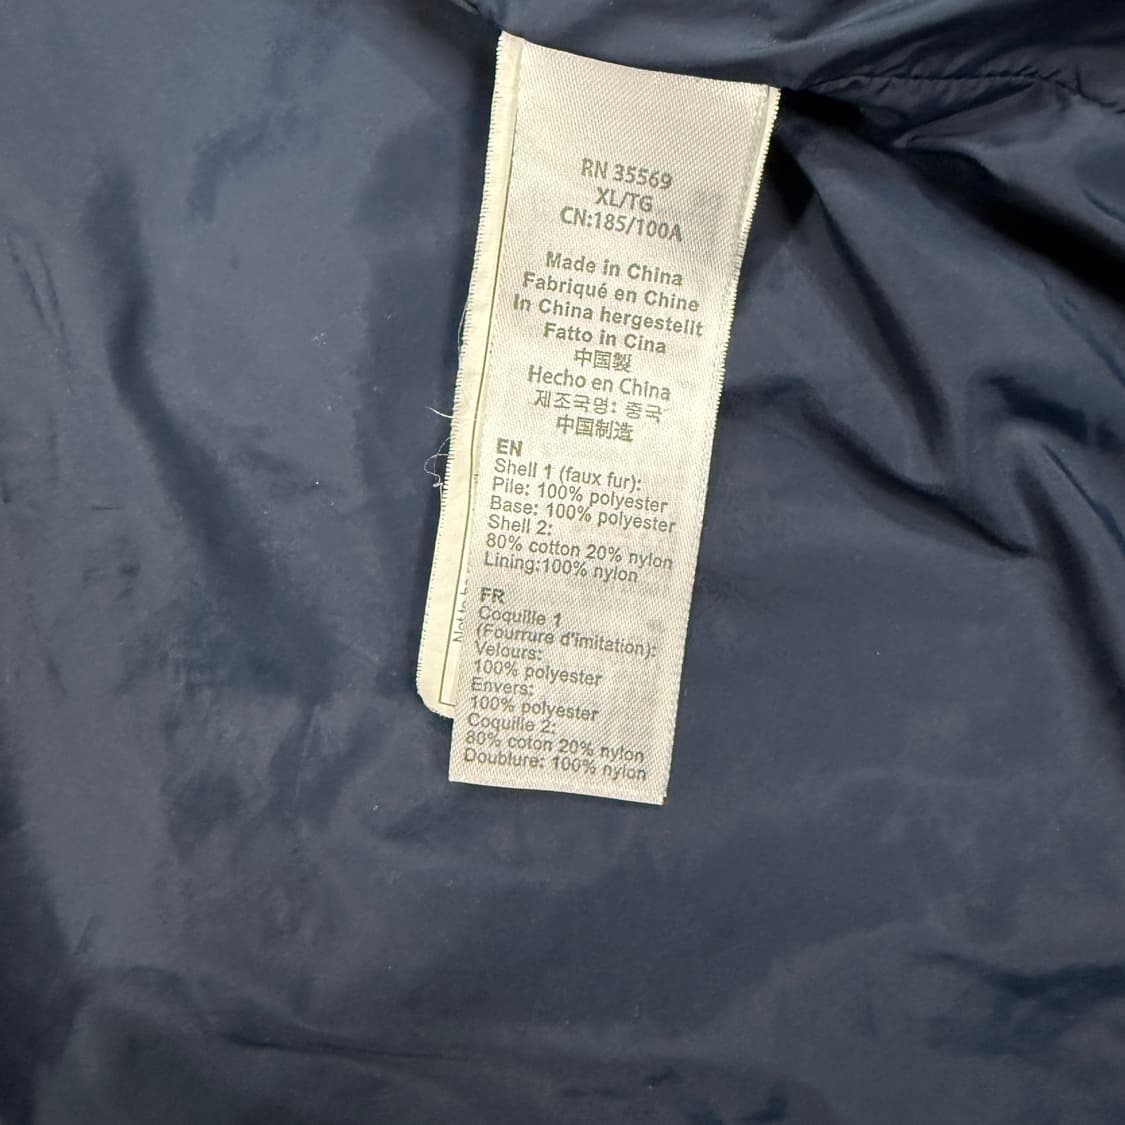 RN 35569
XL/TG
CN:185/100A
Made in China
Fabriqué en Chine
In China hergestellt
Fatto in Cina
中国製
Hecho en China
제조국명: 중국
中国制造
EN
Shell 1 (faux fur):
Pile: 100% polyester
Base: 100% polyester
Shell 2:
80% cotton 20% nylon
Lining:100% nylon
FR
Coquille 1
(Fourrure d'imitation):
Velours:
100% polyester
Envers:
100% polyester
Coquille 2:
80% coton 20% nylon
Doublure: 100% nylon